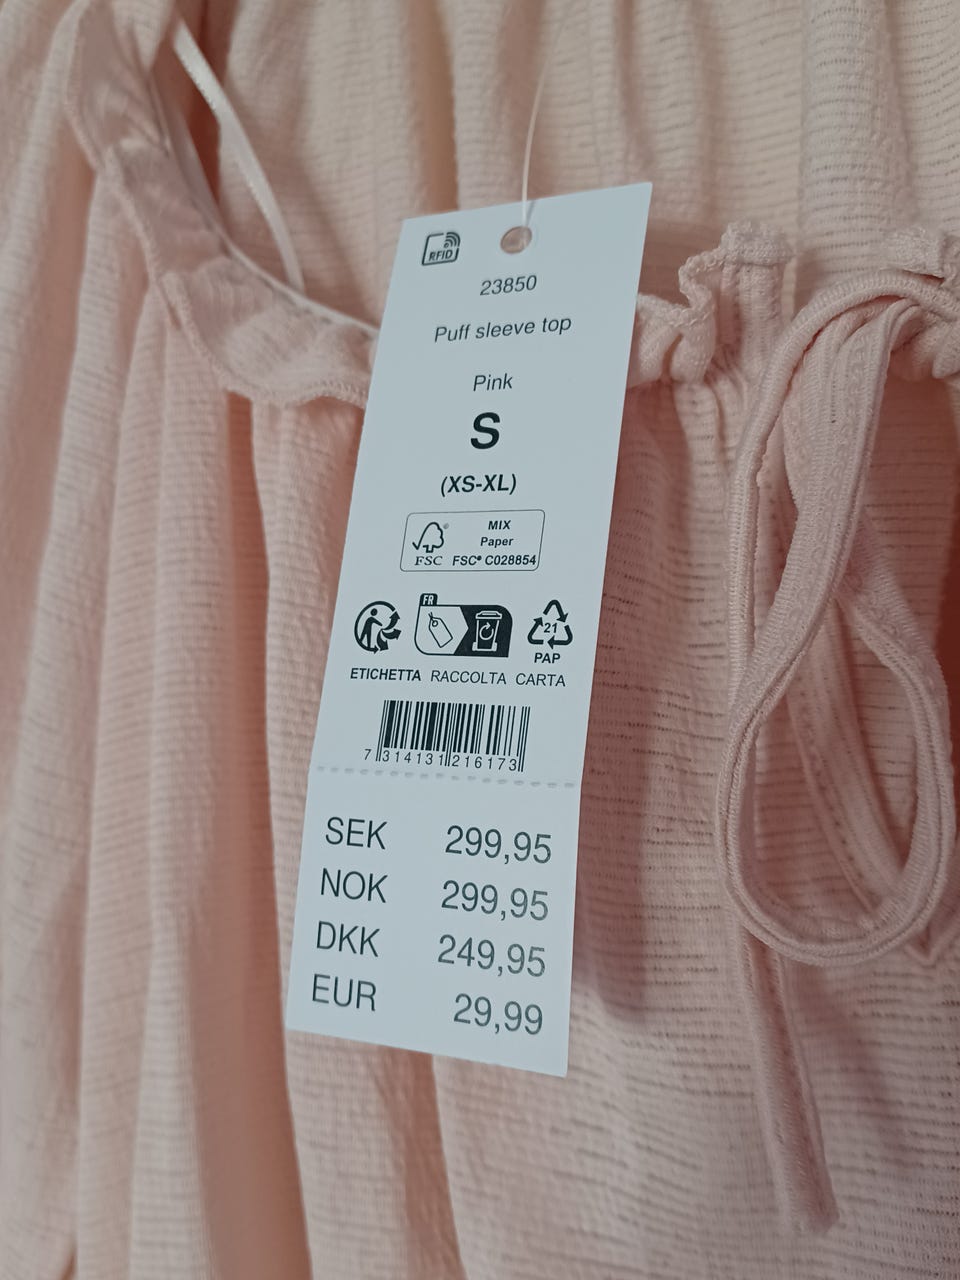 RFID
23850
Puff sleeve top
Pink
S
(XS-XL)
FSC®
MIX
Paper
FSC® C028854
FR
21
PAP
ETICHETTA RACCOLTA CARTA
7 314131 216173
SEK 299,95
NOK 299,95
DKK 249,95
EUR 29,99